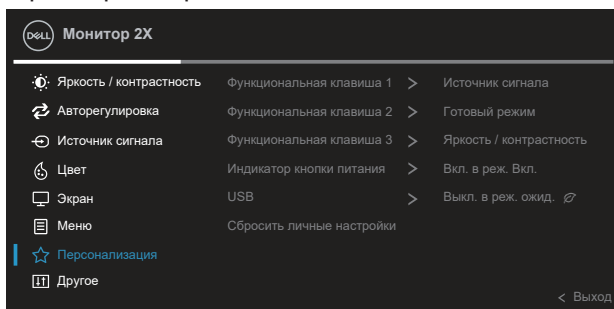 DELL Монитор 2X
Яркость / контрастность Функциональная клавиша 1 > Источник сигнала
Авторегулировка Функциональная клавиша 2 > Готовый режим
Источник сигнала Функциональная клавиша 3 > Яркость / контрастность
Цвет Индикатор кнопки питания > Вкл. в реж. Вкл.
Экран USB > Выкл. в реж. ожид.
Меню Сбросить личные настройки
Персонализация
Другое
< Выход